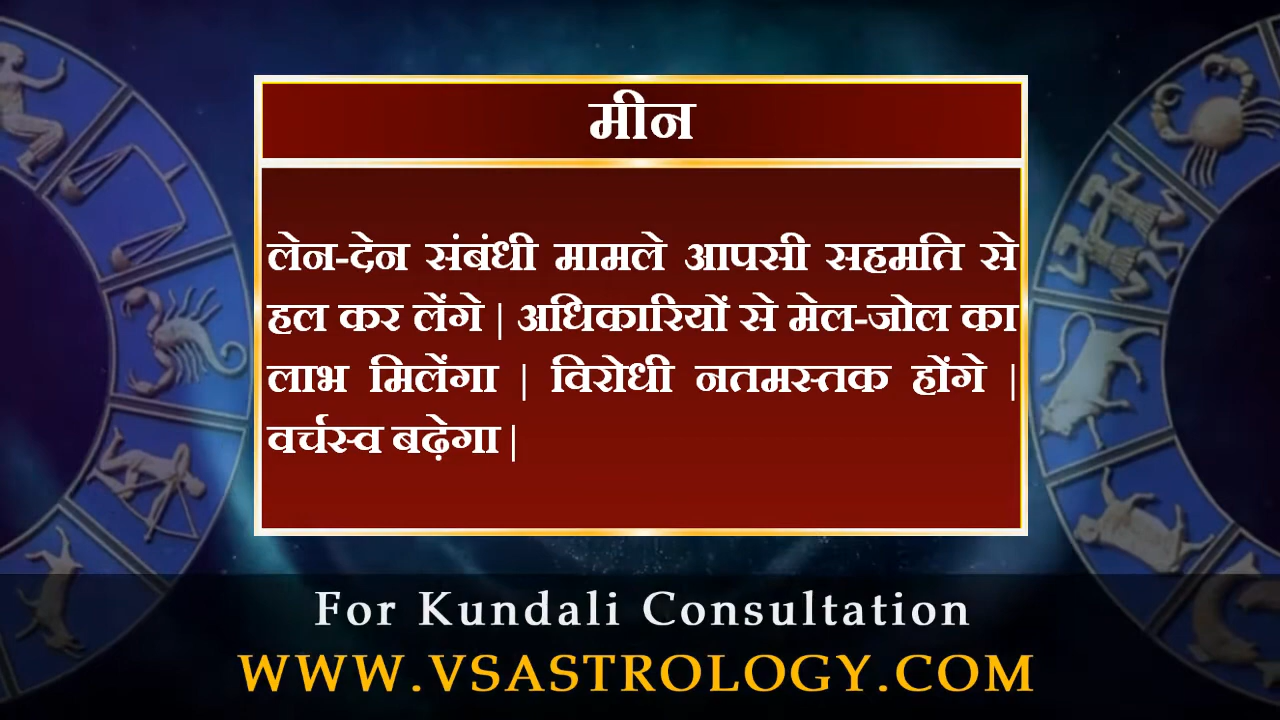 मीन
लेन-देन संबंधी मामले आपसी सहमति से
हल कर लेंगे | अधिकारियों से मेल-जोल का
लाभ मिलेंगा | विरोधी नतमस्तक होंगे |
वर्चस्व बढ़ेगा |
For Kundali Consultation
WWW.VSASTROLOGY.COM